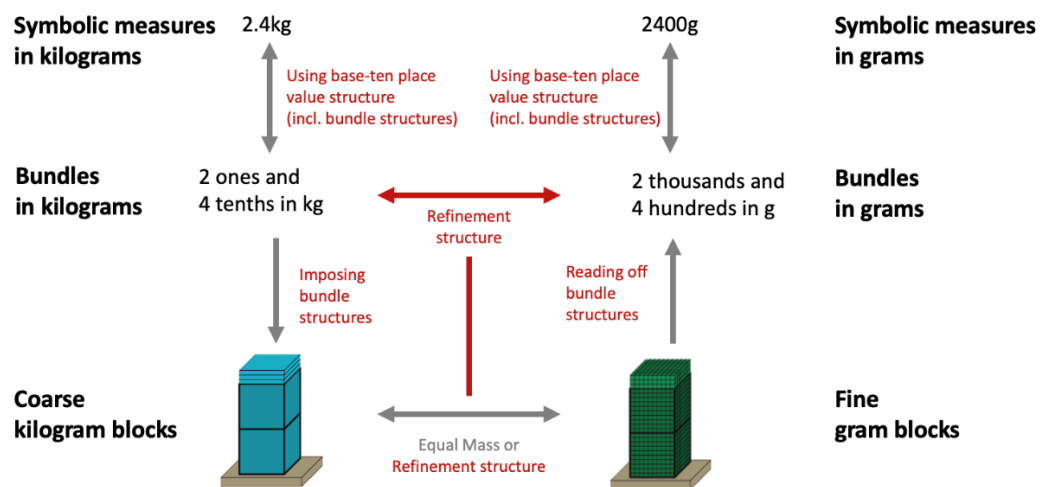 Symbolic measures
in kilograms
2.4kg
2400g
Symbolic measures
in grams
Using base-ten place
value structure
(incl. bundle structures)
Using base-ten place
value structure
(incl. bundle structures)
Bundles
in kilograms
2 ones and
4 tenths in kg
Refinement
structure
2 thousands and
4 hundreds in g
Bundles
in grams
Imposing
bundle
structures
Reading off
bundle
structures
Coarse
kilogram blocks
Equal Mass or
Refinement structure
Fine
gram blocks